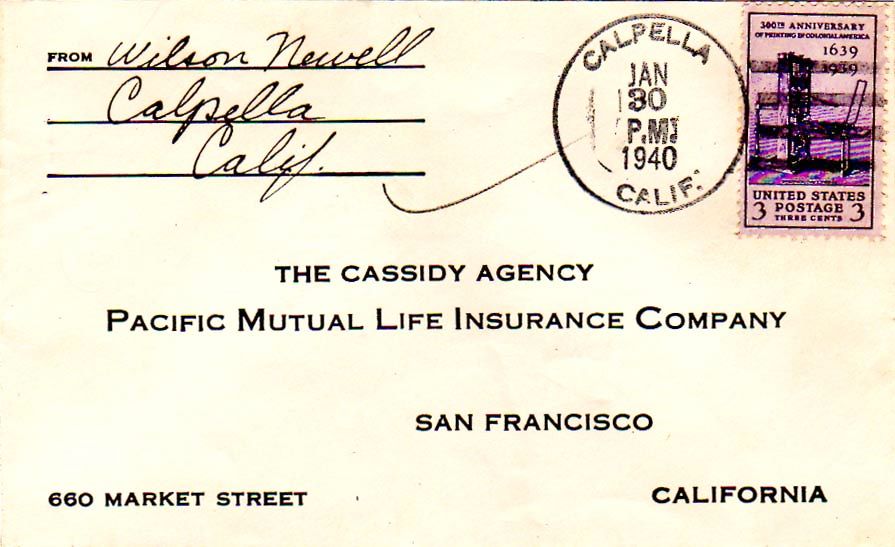 FROM Wilson Newell
Calpella
Calif.
CALPELLA
JAN
30
P.M.
1940
CALIF.
300TH ANNIVERSARY
OF PRINTING IN COLONIAL AMERICA
1639
1939
UNITED STATES
3 POSTAGE 3
THREE CENTS
THE CASSIDY AGENCY
PACIFIC MUTUAL LIFE INSURANCE COMPANY
SAN FRANCISCO
660 MARKET STREET
CALIFORNIA